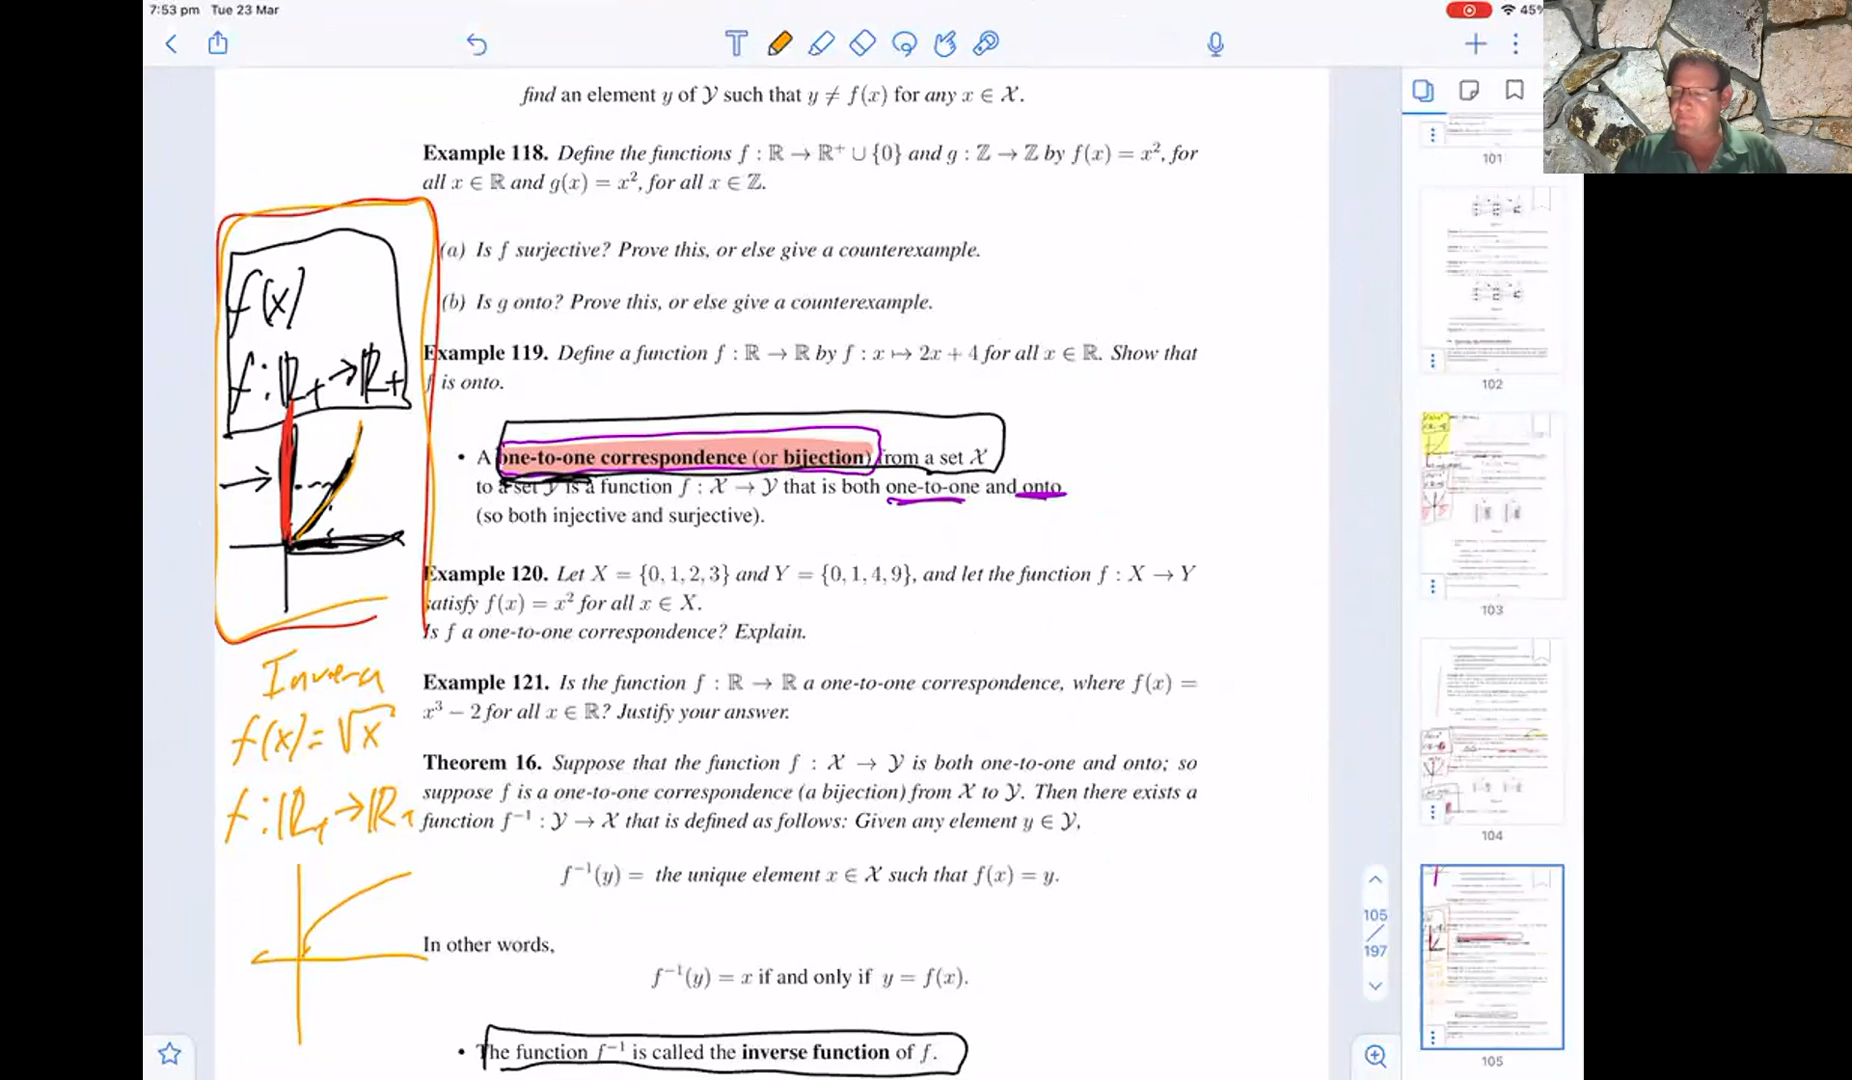 7:53 pm Tue 23 Mar
45%
find an element y of 𝒴 such that y ≠ f(x) for any x ∈ 𝒳.
Example 118. Define the functions f : ℝ → ℝ⁺ ∪ {0} and g : ℤ → ℤ by f(x) = x², for
all x ∈ ℝ and g(x) = x², for all x ∈ ℤ.
(a) Is f surjective? Prove this, or else give a counterexample.
(b) Is g onto? Prove this, or else give a counterexample.
f(x)
f : ℝ₊ → ℝ₊
Example 119. Define a function f : ℝ → ℝ by f : x ↦ 2x + 4 for all x ∈ ℝ. Show that
f is onto.
• A one-to-one correspondence (or bijection) from a set 𝒳
to a set 𝒴 is a function f : 𝒳 → 𝒴 that is both one-to-one and onto
(so both injective and surjective).
Example 120. Let X = {0, 1, 2, 3} and Y = {0, 1, 4, 9}, and let the function f : X → Y
satisfy f(x) = x² for all x ∈ X.
Is f a one-to-one correspondence? Explain.
Example 121. Is the function f : ℝ → ℝ a one-to-one correspondence, where f(x) =
x³ − 2 for all x ∈ ℝ? Justify your answer.
Inverse
f(x) = √x
f : ℝ₊ → ℝ₊
Theorem 16. Suppose that the function f : 𝒳 → 𝒴 is both one-to-one and onto; so
suppose f is a one-to-one correspondence (a bijection) from 𝒳 to 𝒴. Then there exists a
function f⁻¹ : 𝒴 → 𝒳 that is defined as follows: Given any element y ∈ 𝒴,
f⁻¹(y) = the unique element x ∈ 𝒳 such that f(x) = y.
In other words,
f⁻¹(y) = x if and only if y = f(x).
• The function f⁻¹ is called the inverse function of f.
105
197
101
102
103
104
105